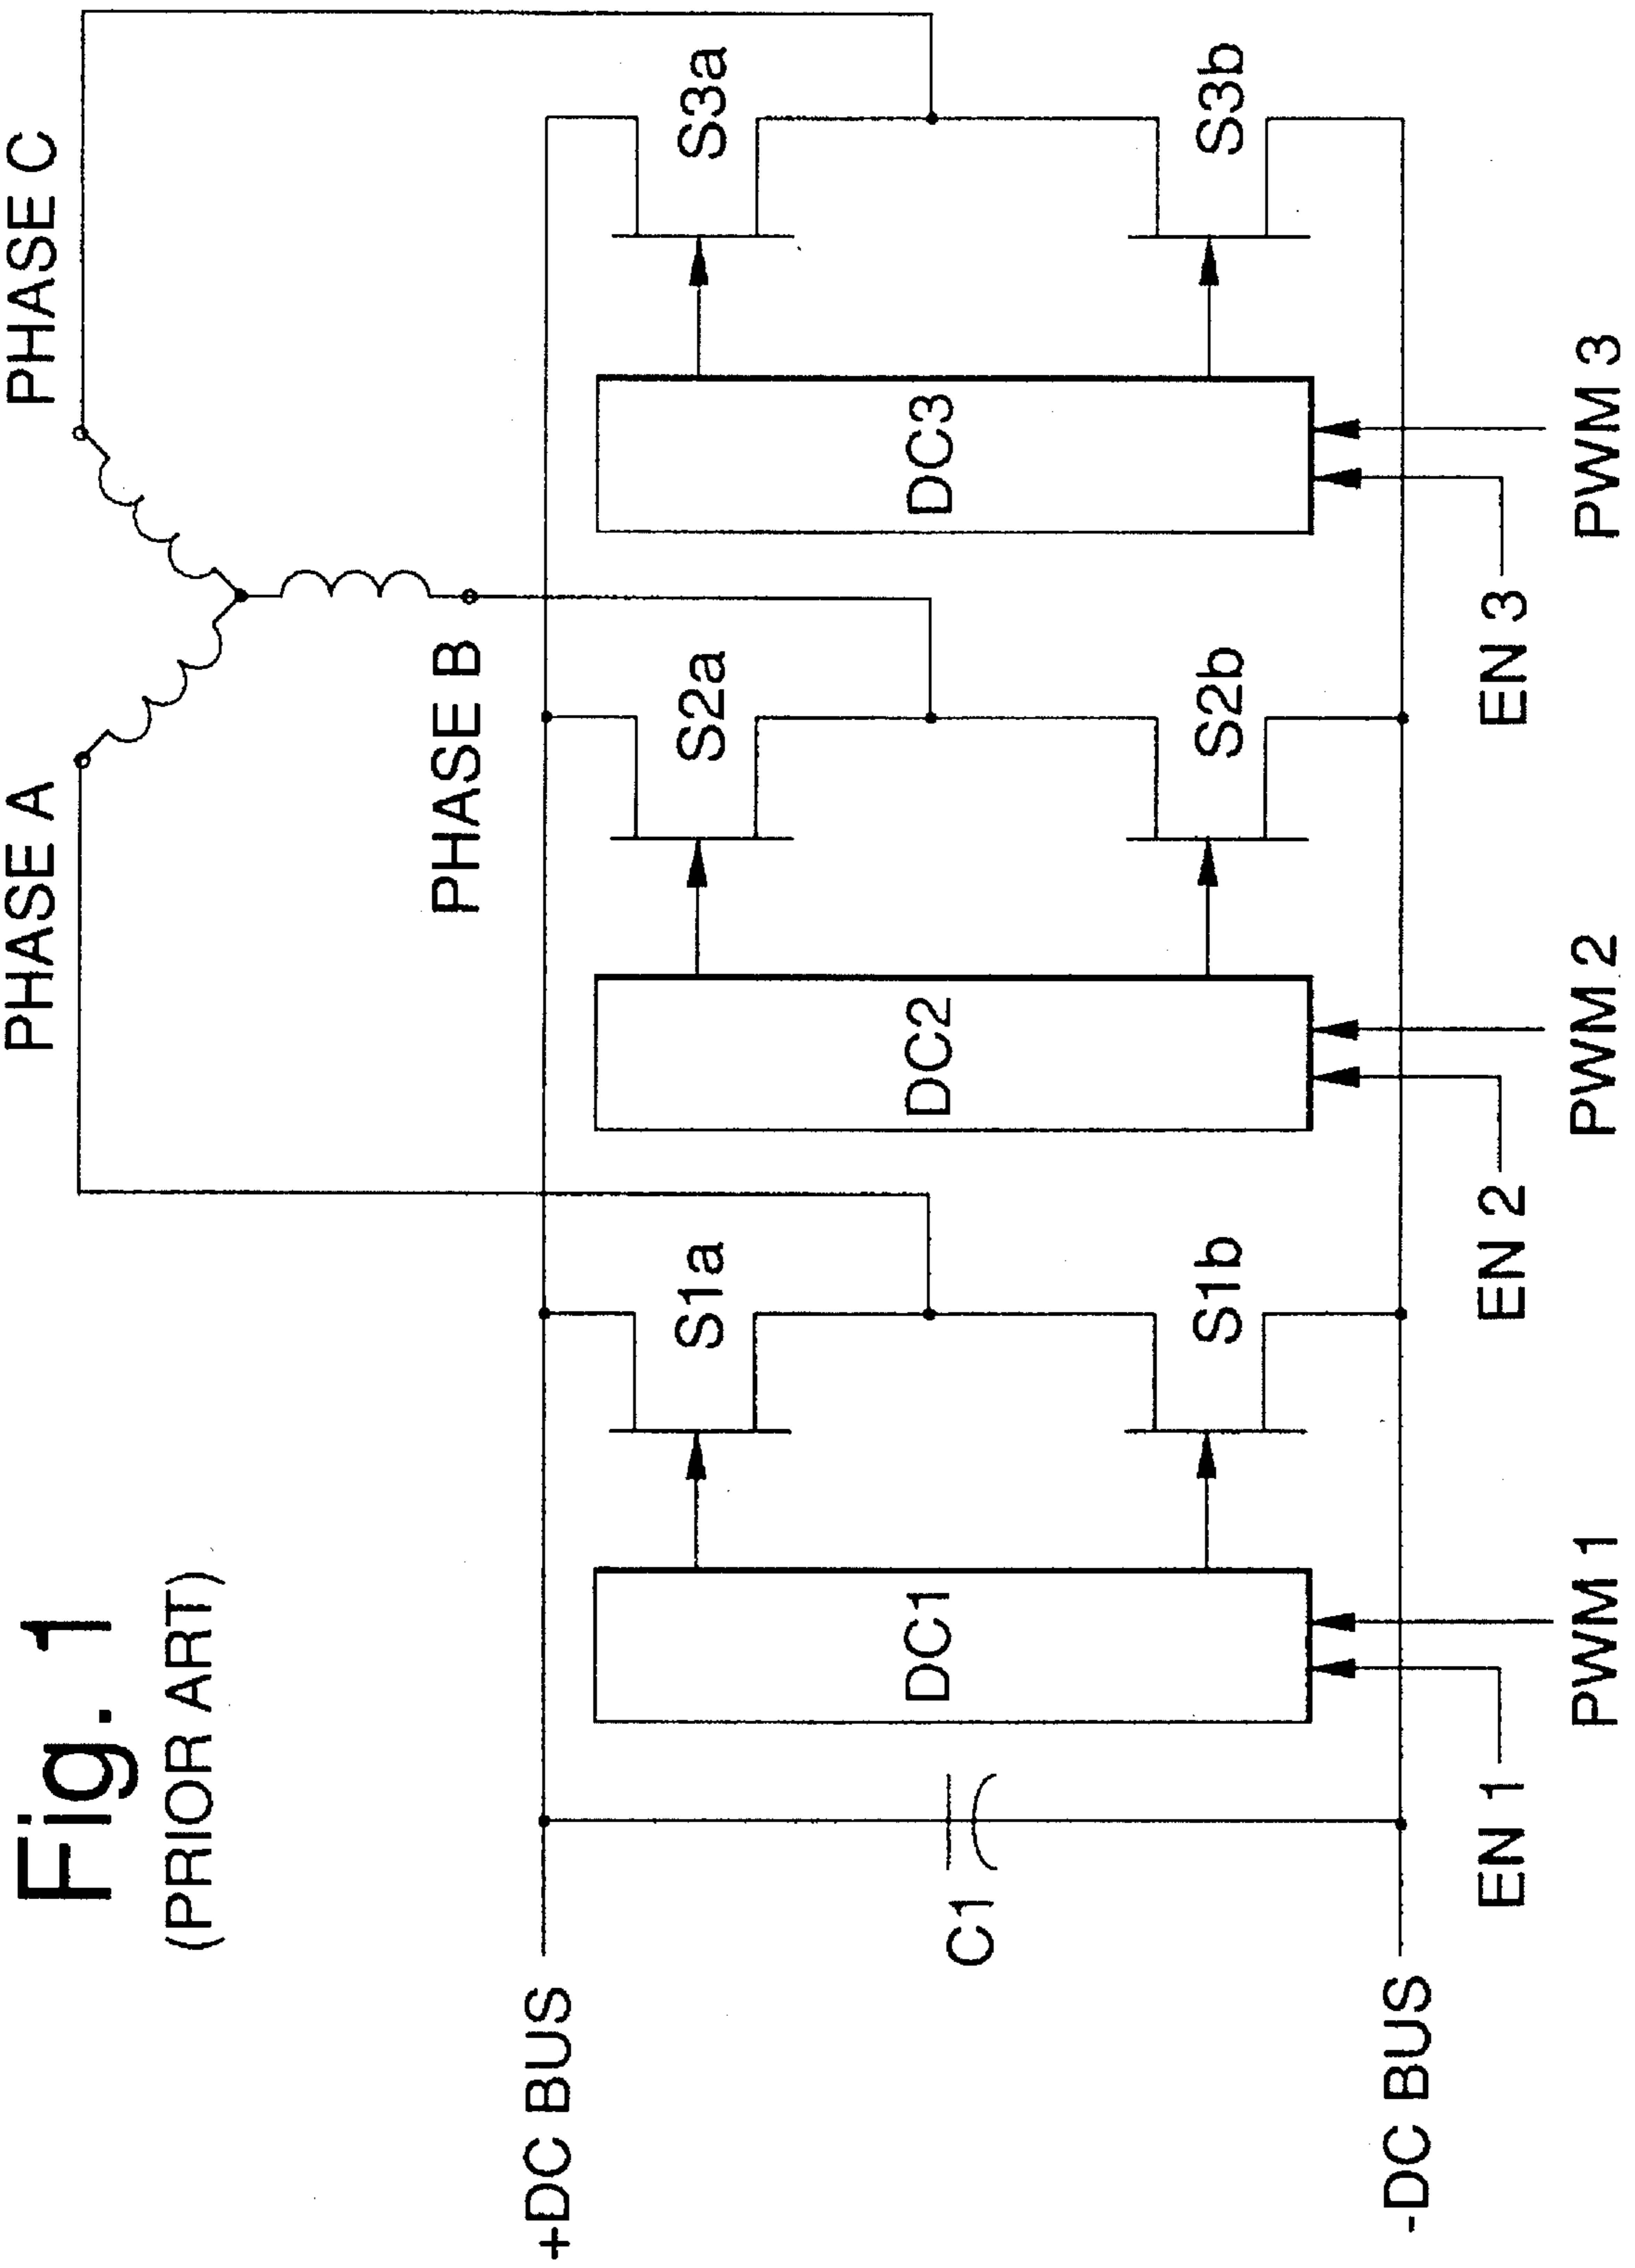 Fig. 1
(PRIOR ART)
PHASE A
PHASE C
PHASE B
+DC BUS
S1a
S2a
S3a
C1
DC1
DC2
DC3
S1b
S2b
S3b
-DC BUS
EN 1
EN 2
EN 3
PWM 1
PWM 2
PWM 3